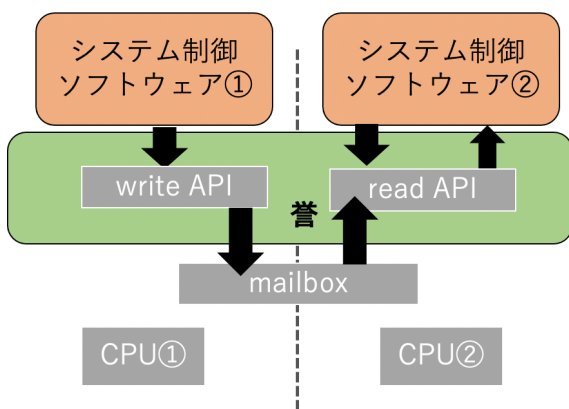 システム制御
ソフトウェア①
システム制御
ソフトウェア②
write API
read API
誉
mailbox
CPU①
CPU②